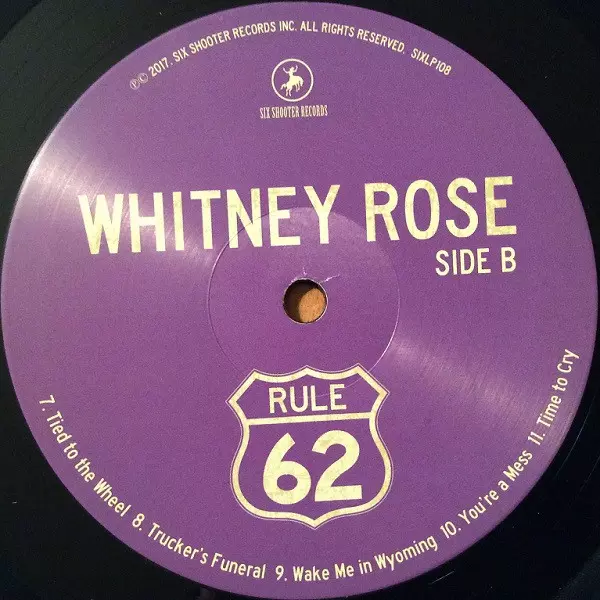 ℗© 2017. SIX SHOOTER RECORDS INC. ALL RIGHTS RESERVED. SIXLP108
SIX SHOOTER RECORDS
WHITNEY ROSE
SIDE B
RULE
62
7. Tied to the Wheel 8. Trucker's Funeral 9. Wake Me in Wyoming 10. You're a Mess 11. Time to Cry